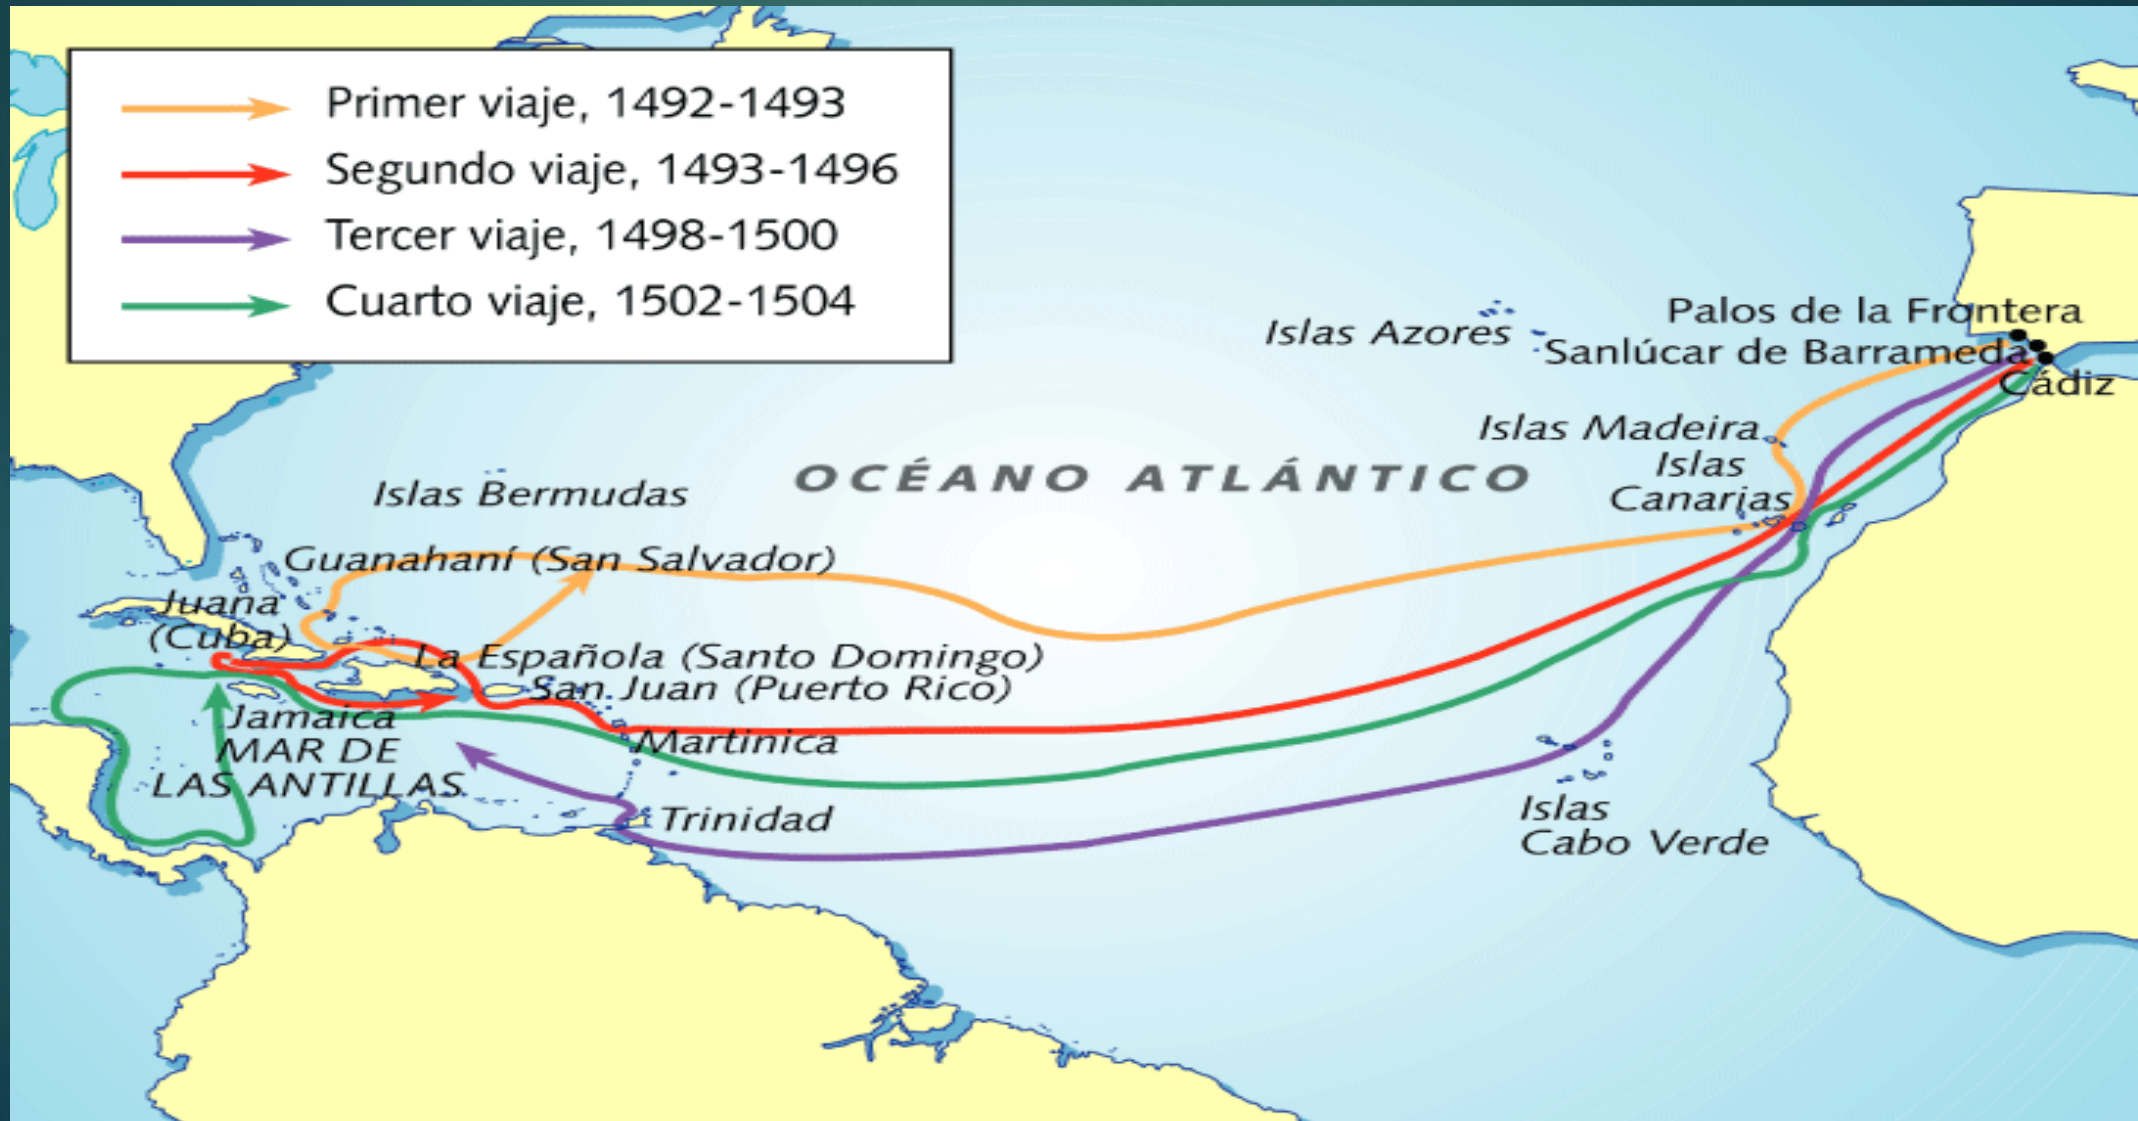 Primer viaje, 1492-1493
Segundo viaje, 1493-1496
Tercer viaje, 1498-1500
Cuarto viaje, 1502-1504
Palos de la Frontera
Islas Azores
Sanlúcar de Barrameda
Cádiz
Islas Madeira
Islas
Canarias
OCÉANO ATLÁNTICO
Islas Bermudas
Guanahaní (San Salvador)
Juana
(Cuba)
La Española (Santo Domingo)
San Juan (Puerto Rico)
Jamaica
Martinica
MAR DE
LAS ANTILLAS
Trinidad
Islas
Cabo Verde